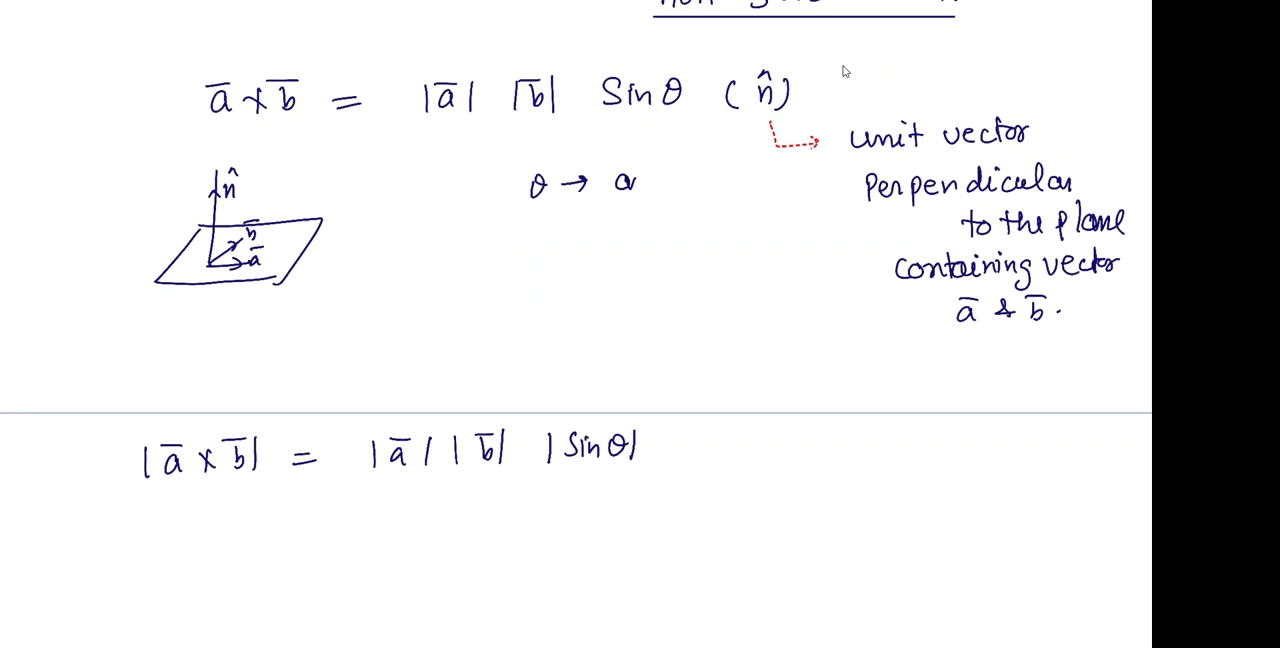 a̅ × b̅ = |a̅| |b̅| Sinθ (n̂)
unit vector
n̂
θ → a
perpendicular
b̅
to the plane
a̅
containing vector
a̅ & b̅.
|a̅ × b̅| = |a̅| |b̅| |Sinθ|